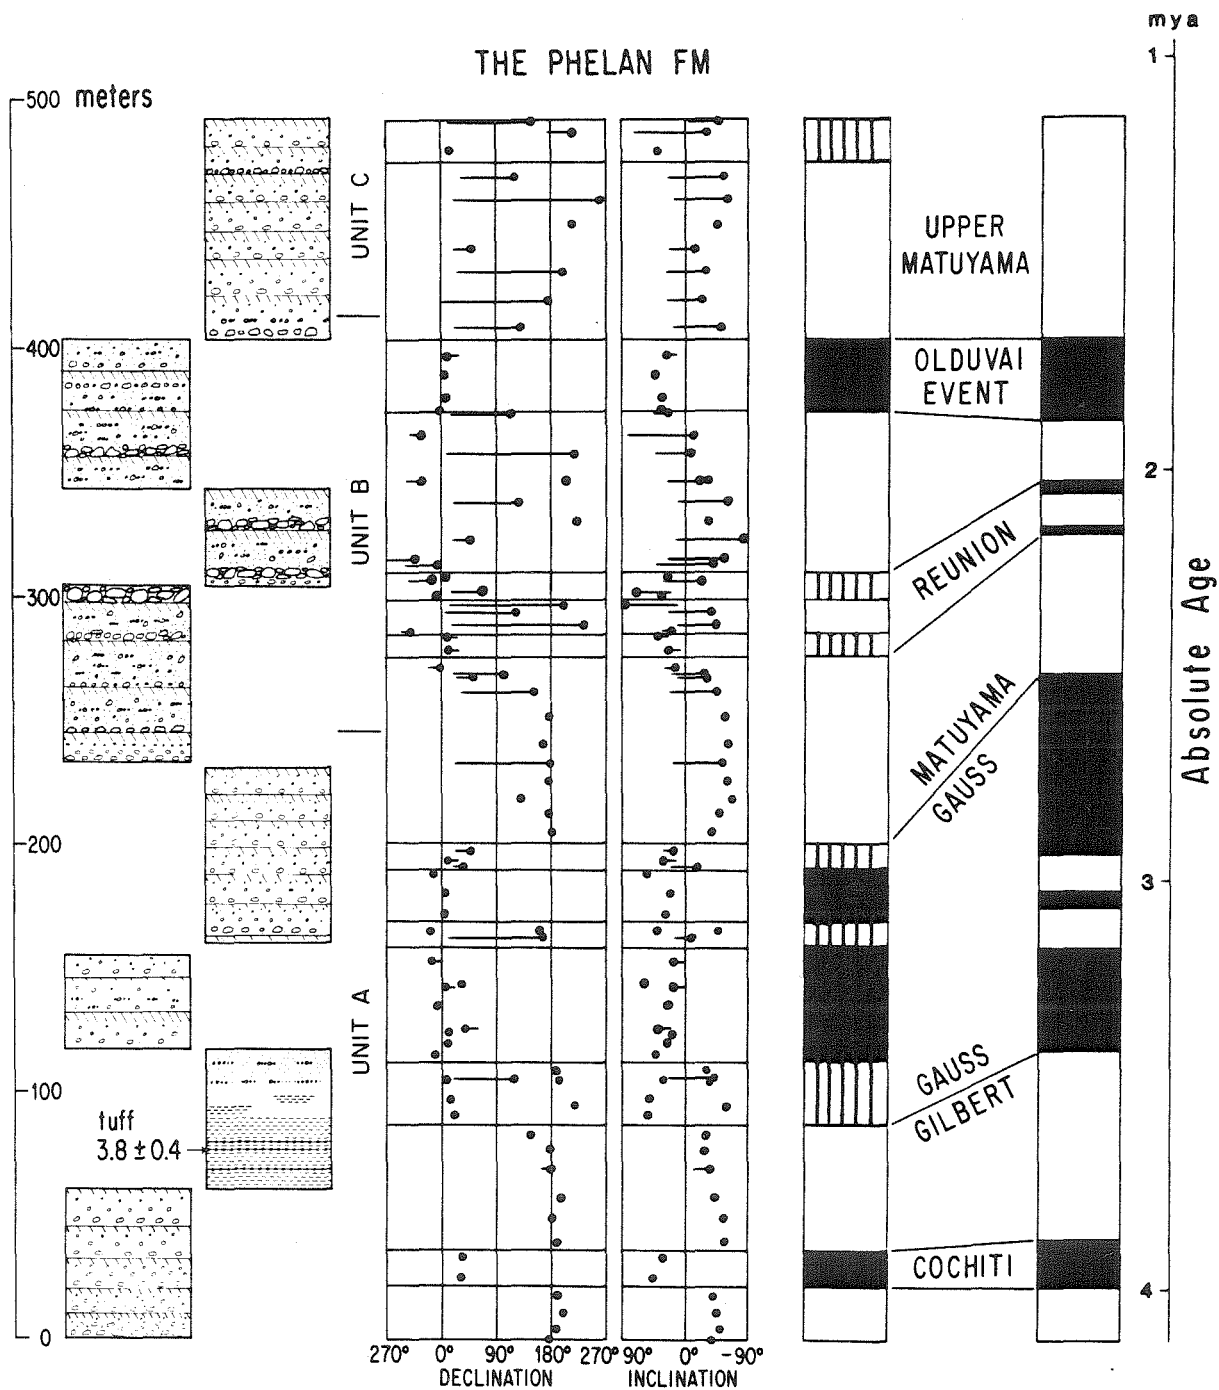 mya
1
THE PHELAN FM
500 meters
UNIT C
UPPER
MATUYAMA
400
OLDUVAI
EVENT
2
UNIT B
REUNION
300
Absolute Age
MATUYAMA
GAUSS
200
3
UNIT A
100
GAUSS
GILBERT
tuff
3.8 ± 0.4
COCHITI
4
0
270° 0° 90° 180° 270° 90° 0° -90°
DECLINATION INCLINATION